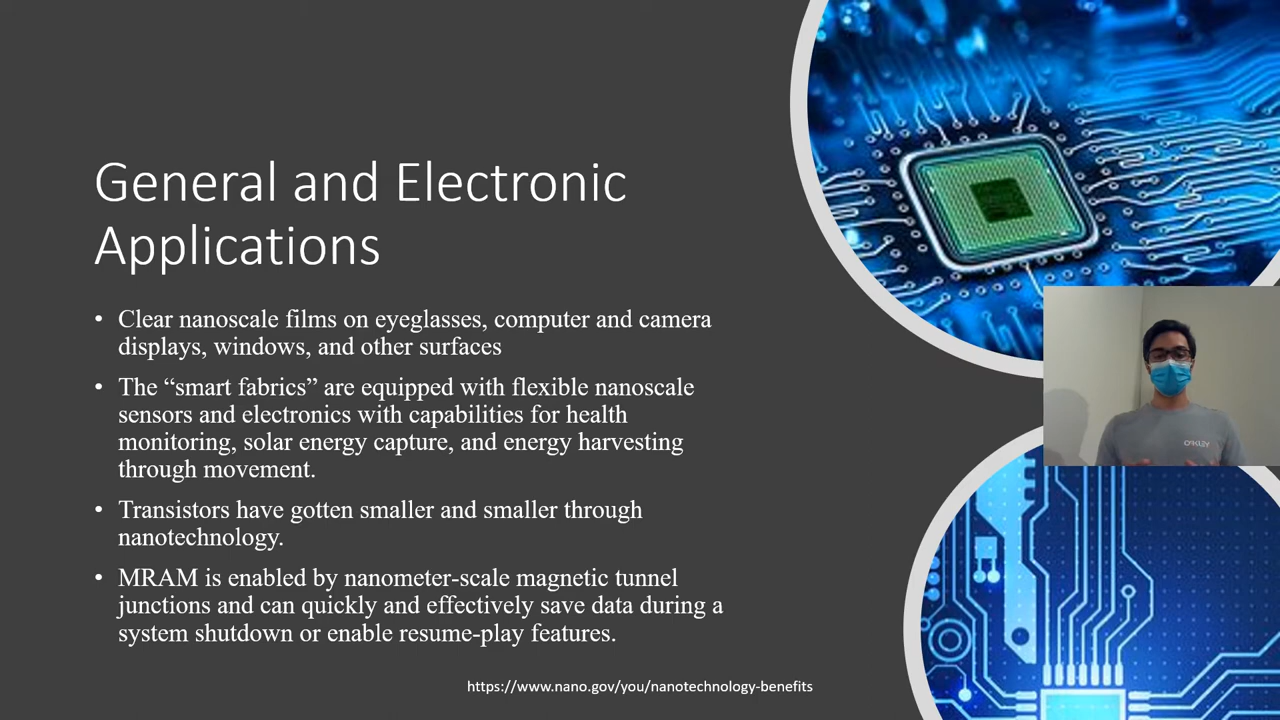 General and Electronic
Applications
• Clear nanoscale films on eyeglasses, computer and camera
displays, windows, and other surfaces
• The “smart fabrics” are equipped with flexible nanoscale
sensors and electronics with capabilities for health
monitoring, solar energy capture, and energy harvesting
through movement.
• Transistors have gotten smaller and smaller through
nanotechnology.
• MRAM is enabled by nanometer-scale magnetic tunnel
junctions and can quickly and effectively save data during a
system shutdown or enable resume-play features.
https://www.nano.gov/you/nanotechnology-benefits
OAKLEY